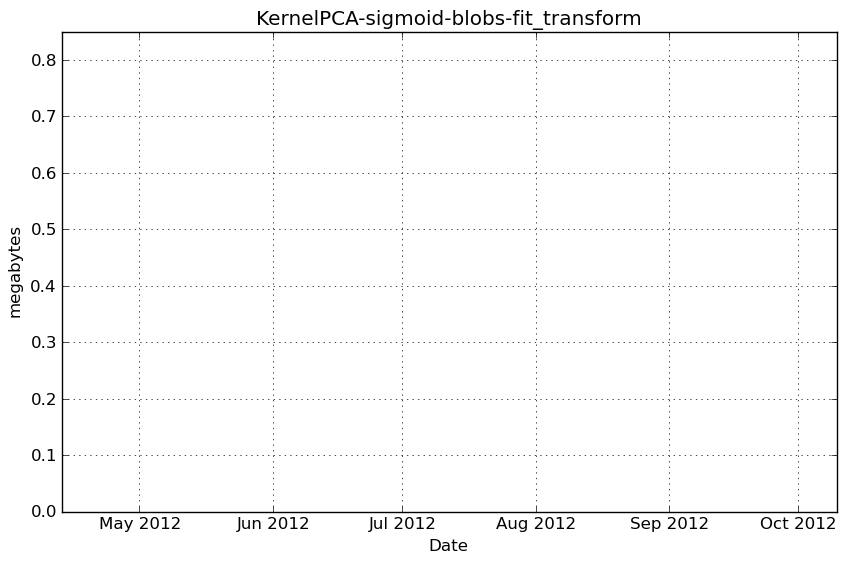 KernelPCA-sigmoid-blobs-fit_transform
0.8
0.7
0.6
0.5
0.4
0.3
0.2
0.1
0.0
megabytes
May 2012 Jun 2012 Jul 2012 Aug 2012 Sep 2012 Oct 2012
Date